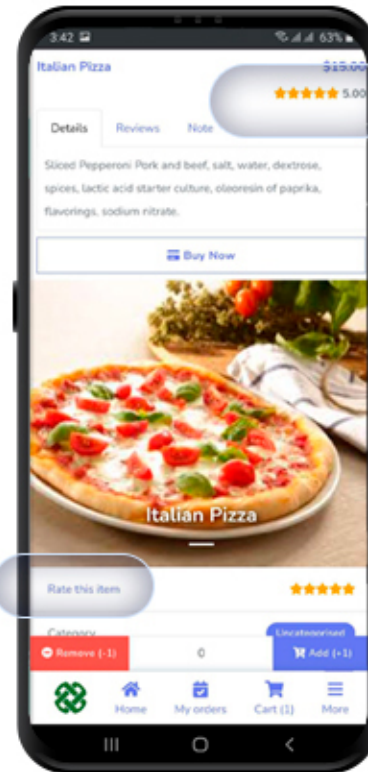 3:42 63%
Italian Pizza $15.00
5.00
Details Reviews Note
Sliced Pepperoni Pork and beef, salt, water, dextrose,
spices, lactic acid starter culture, oleoresin of paprika,
flavorings, sodium nitrate.
Buy Now
Italian Pizza
Rate this item
Category Uncategorised
Remove (-1) 0 Add (+1)
Home My orders Cart (1) More